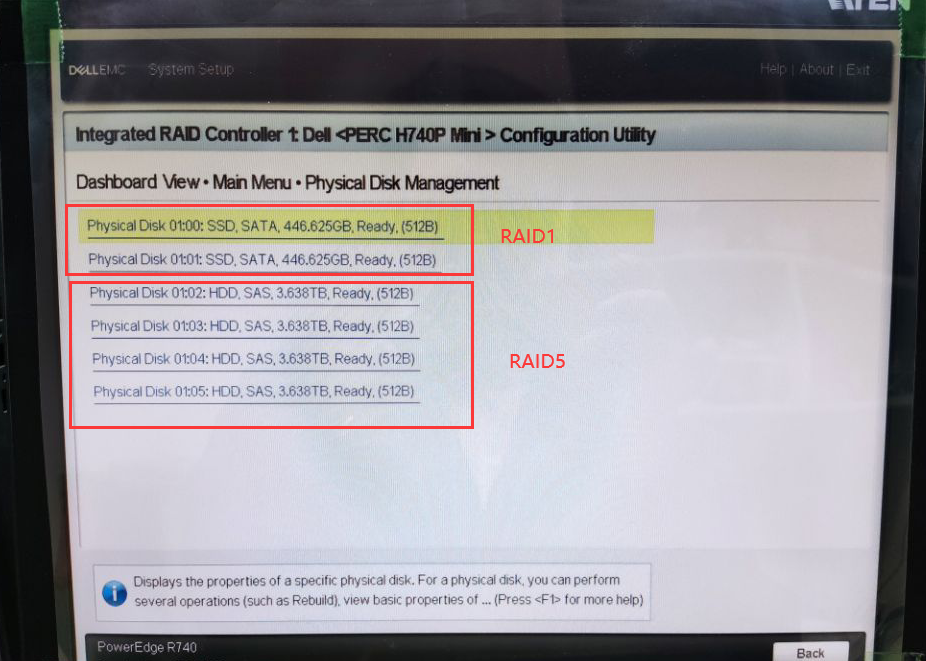 ATEN
DELLEMC System Setup Help | About | Exit
Integrated RAID Controller 1: Dell <PERC H740P Mini > Configuration Utility
Dashboard View • Main Menu • Physical Disk Management
Physical Disk 01:00: SSD, SATA, 446.625GB, Ready, (512B)
RAID1
Physical Disk 01:01: SSD, SATA, 446.625GB, Ready, (512B)
Physical Disk 01:02: HDD, SAS, 3.638TB, Ready, (512B)
Physical Disk 01:03: HDD, SAS, 3.638TB, Ready, (512B)
Physical Disk 01:04: HDD, SAS, 3.638TB, Ready, (512B)
RAID5
Physical Disk 01:05: HDD, SAS, 3.638TB, Ready, (512B)
Displays the properties of a specific physical disk. For a physical disk, you can perform
several operations (such as Rebuild), view basic properties of ... (Press <F1> for more help)
PowerEdge R740
Back